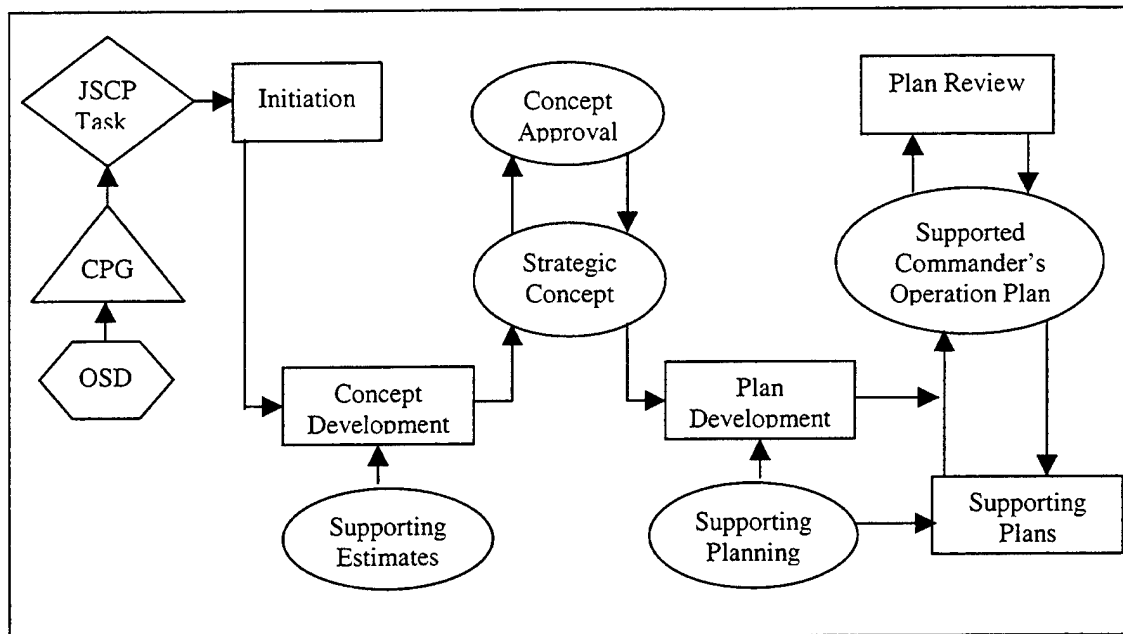 JSCP
Task
Initiation
Concept
Approval
Plan Review
CPG
Strategic
Concept
Supported
Commander's
Operation Plan
OSD
Concept
Development
Plan
Development
Supporting
Estimates
Supporting
Planning
Supporting
Plans